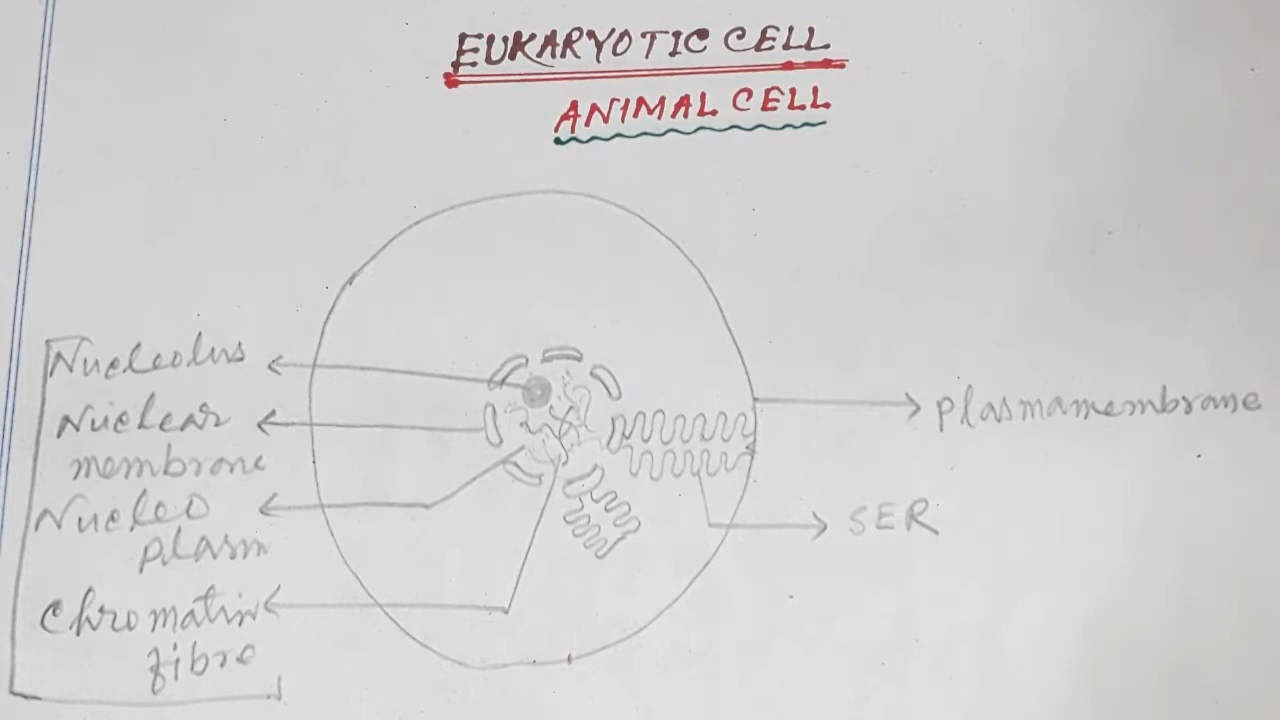 EUKARYOTIC CELL
ANIMAL CELL
Nucleolus
Nuclear
membrane
Nucleo
plasm
Chromatin
fibre
plasmamembrane
SER